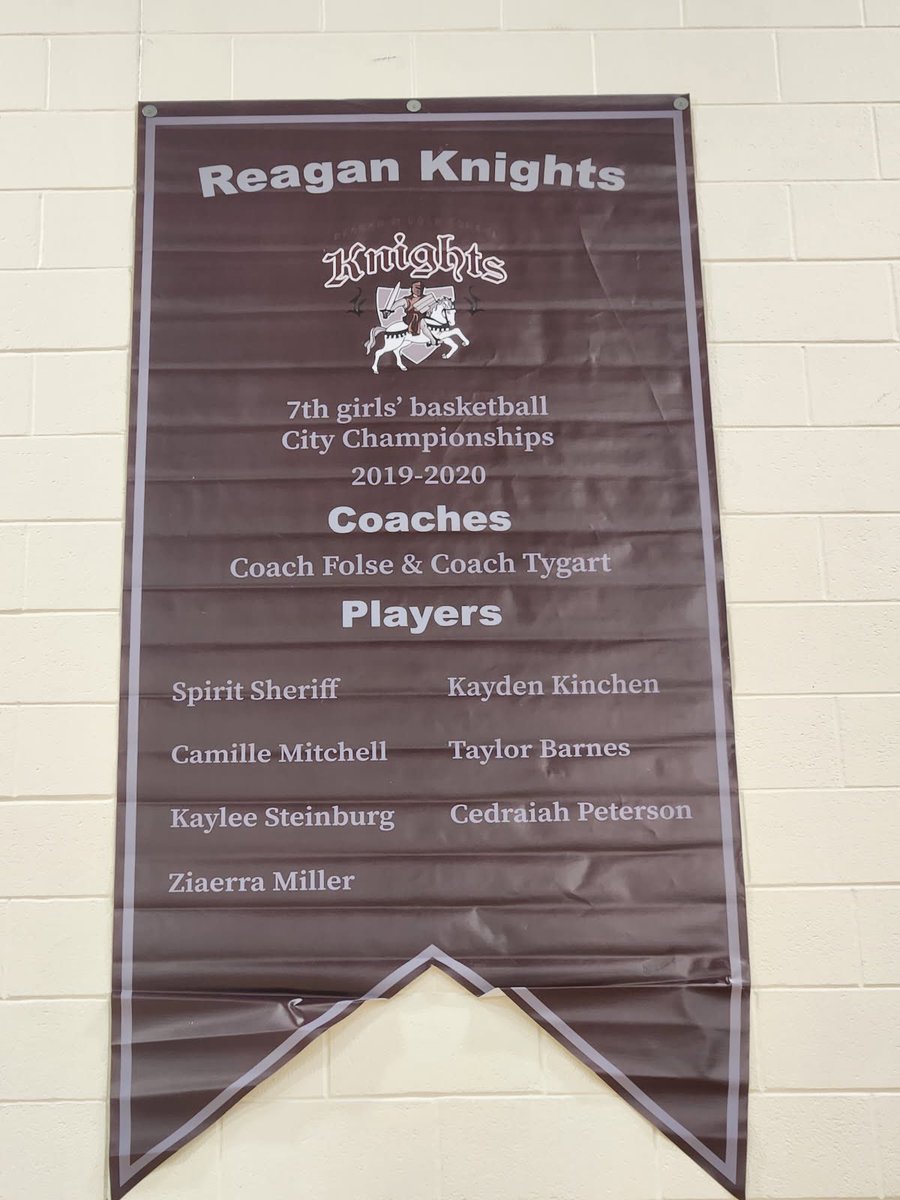 Reagan Knights
Knights
7th girls’ basketball
City Championships
2019-2020
Coaches
Coach Folse & Coach Tygart
Players
Spirit Sheriff
Kayden Kinchen
Camille Mitchell
Taylor Barnes
Kaylee Steinburg
Cedraiah Peterson
Ziaerra Miller